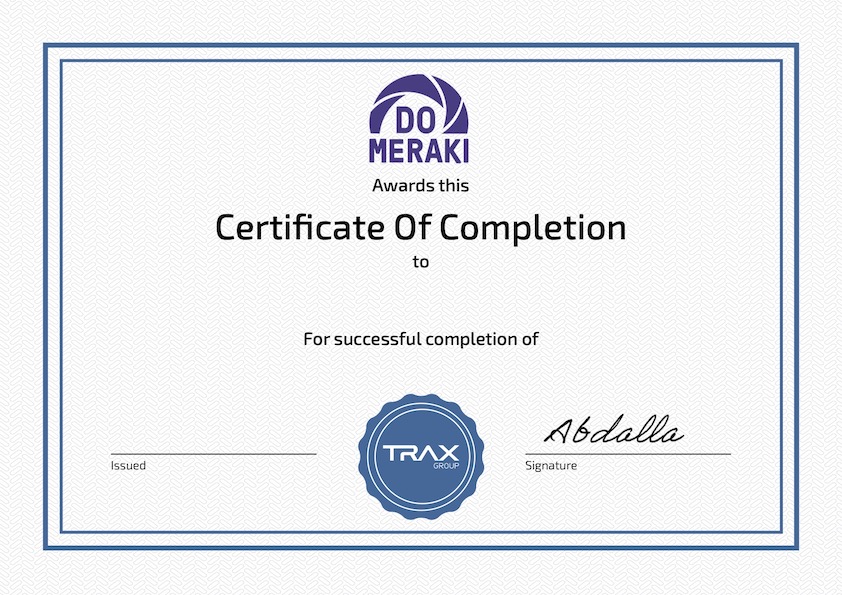 DO
MERAKI
Awards this
Certificate Of Completion
to
For successful completion of
Abdalla
TRAX
GROUP
Issued
Signature